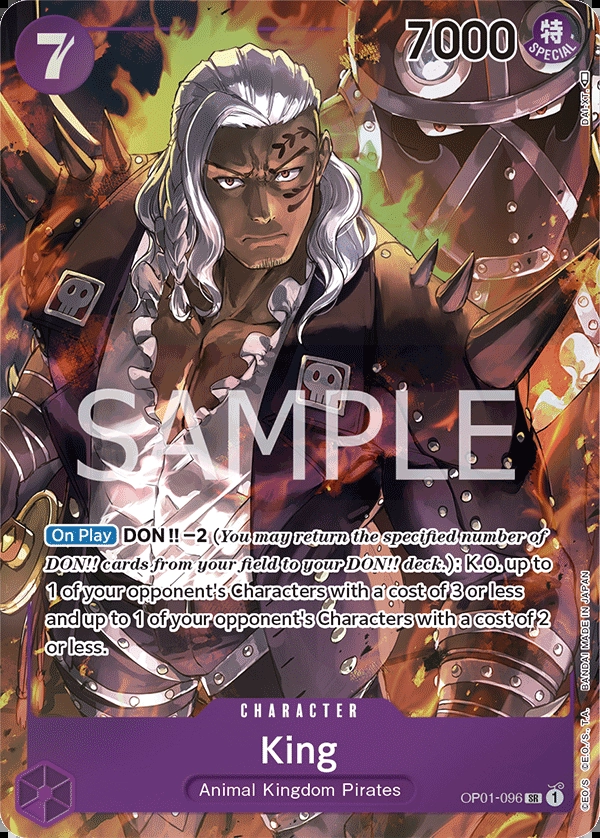 7
7000
特
SPECIAL
DAI-XT.
SAMPLE
On Play DON!! −2 (You may return the specified number of
DON!! cards from your field to your DON!! deck.): K.O. up to
1 of your opponent's Characters with a cost of 3 or less
and up to 1 of your opponent's Characters with a cost of 2
or less.
CHARACTER
King
Animal Kingdom Pirates
OP01-096 SR 1
©E.O/S ©E.O./S., T.A. BANDAI MADE IN JAPAN